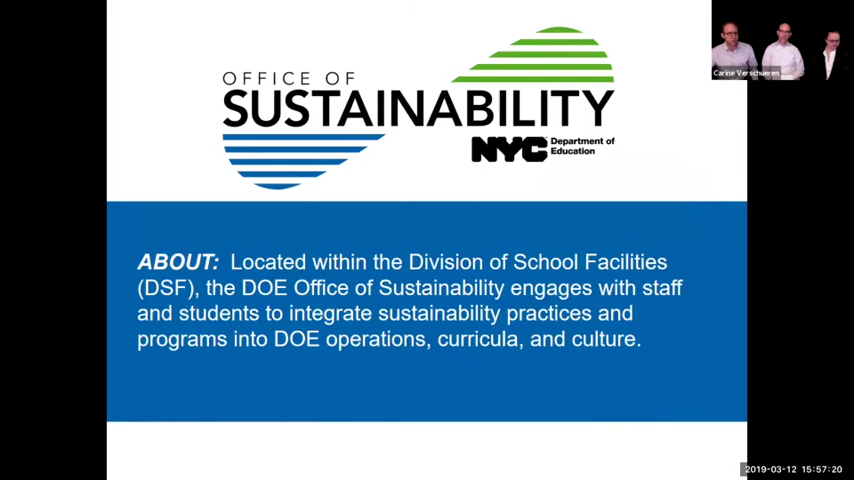 OFFICE OF
SUSTAINABILITY
NYC Department of
Education
Carine Verschueren
ABOUT: Located within the Division of School Facilities
(DSF), the DOE Office of Sustainability engages with staff
and students to integrate sustainability practices and
programs into DOE operations, curricula, and culture.
2019-03-12 15:57:20